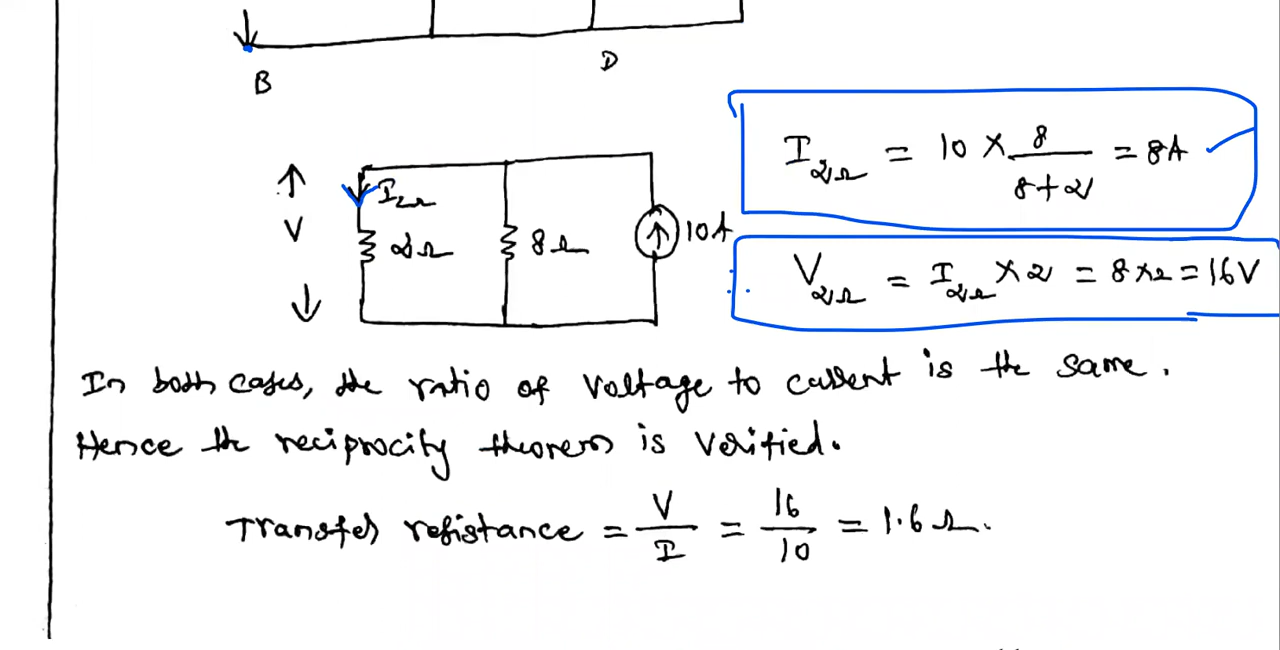 B
D
I2Ω = 10 × 8/(8+2) = 8A
V
I2Ω
2Ω
8Ω
10A
V2Ω = I2Ω × 2 = 8×2 = 16V
In both cases, the ratio of voltage to current is the same.
Hence the reciprocity theorem is verified.
Transfer resistance = V/I = 16/10 = 1.6 Ω.